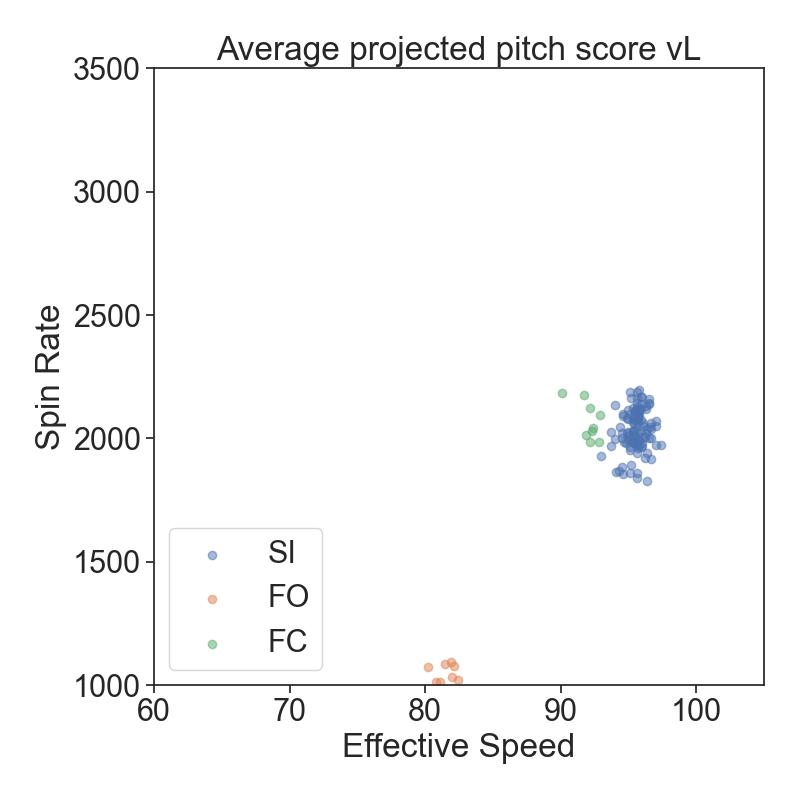 Average projected pitch score vL
3500
3000
2500
2000
1500
1000
Spin Rate
SI
FO
FC
60 70 80 90 100
Effective Speed